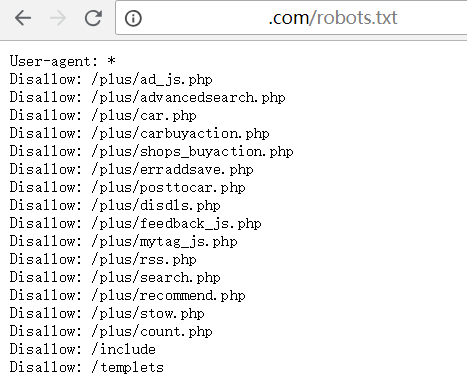 .com/robots.txt
User-agent: *
Disallow: /plus/ad_js.php
Disallow: /plus/advancedsearch.php
Disallow: /plus/car.php
Disallow: /plus/carbuyaction.php
Disallow: /plus/shops_buyaction.php
Disallow: /plus/erraddsave.php
Disallow: /plus/posttocar.php
Disallow: /plus/disdls.php
Disallow: /plus/feedback_js.php
Disallow: /plus/mytag_js.php
Disallow: /plus/rss.php
Disallow: /plus/search.php
Disallow: /plus/recommend.php
Disallow: /plus/stow.php
Disallow: /plus/count.php
Disallow: /include
Disallow: /templets